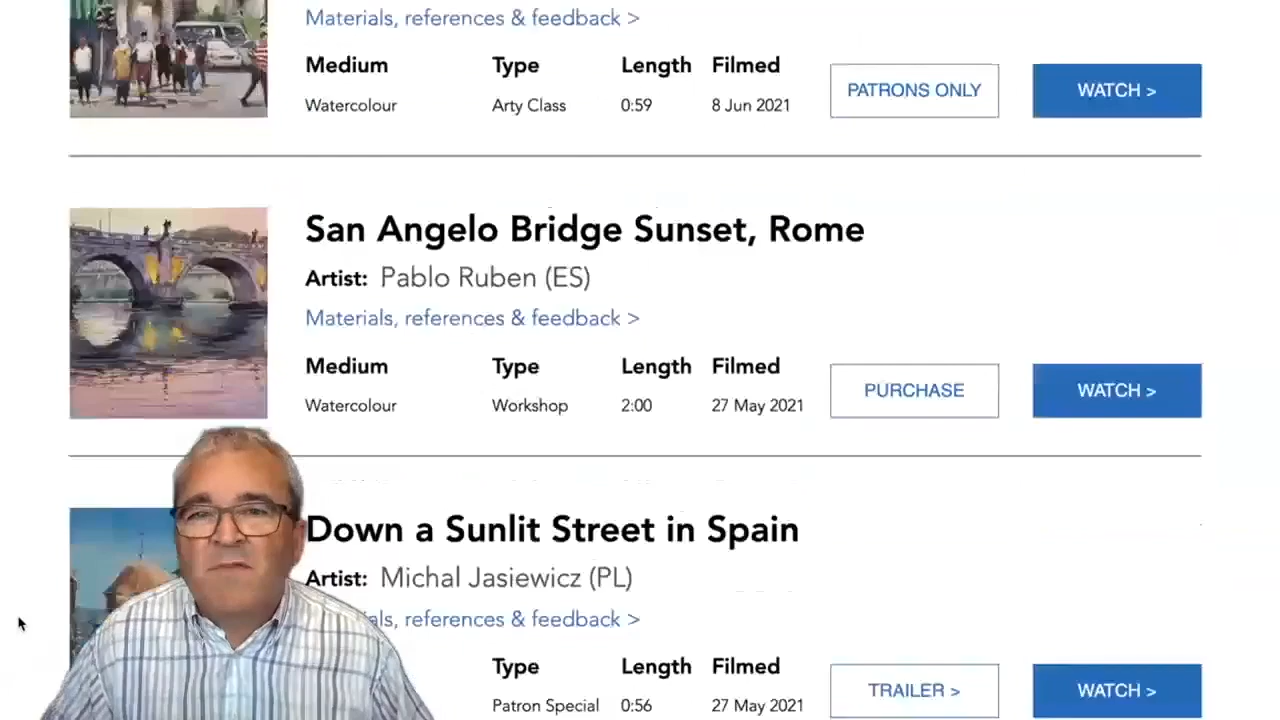 Materials, references & feedback >
Medium Type Length Filmed
Watercolour Arty Class 0:59 8 Jun 2021 PATRONS ONLY WATCH >
San Angelo Bridge Sunset, Rome
Artist: Pablo Ruben (ES)
Materials, references & feedback >
Medium Type Length Filmed
Watercolour Workshop 2:00 27 May 2021 PURCHASE WATCH >
Down a Sunlit Street in Spain
Artist: Michal Jasiewicz (PL)
references & feedback >
Type Length Filmed
Patron Special 0:56 27 May 2021 TRAILER > WATCH >